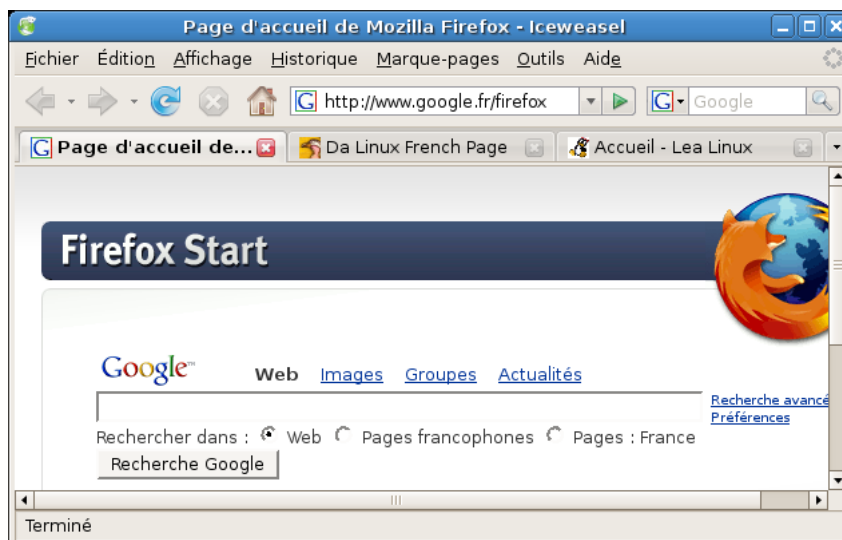 Page d'accueil de Mozilla Firefox - Iceweasel
Fichier Édition Affichage Historique Marque-pages Outils Aide
G http://www.google.fr/firefox G Google
G Page d'accueil de... Da Linux French Page Accueil - Lea Linux
Firefox Start
Google™ Web Images Groupes Actualités
Recherche avancé
Préférences
Rechercher dans : Web Pages francophones Pages : France
Recherche Google
Terminé